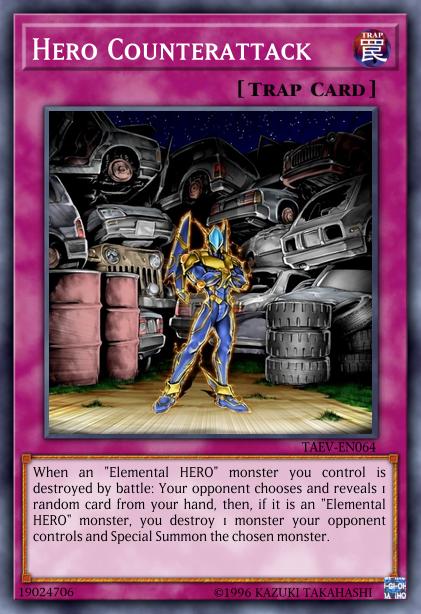 HERO COUNTERATTACK
TRAP
罠
[TRAP CARD]
TAEV-EN064
When an "Elemental HERO" monster you control is
destroyed by battle: Your opponent chooses and reveals 1
random card from your hand, then, if it is an "Elemental
HERO" monster, you destroy 1 monster your opponent
controls and Special Summon the chosen monster.
19024706
©1996 KAZUKI TAKAHASHI